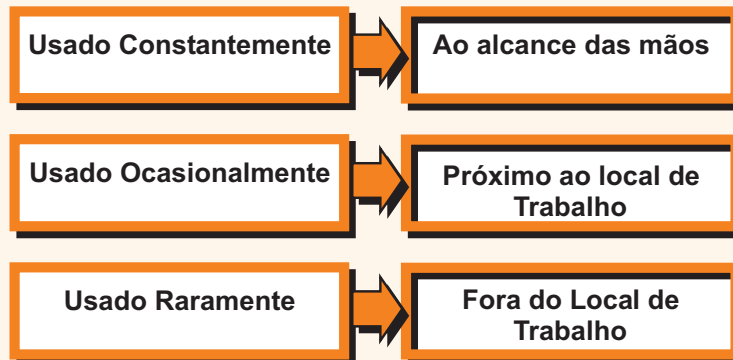 Usado Constantemente
Ao alcance das mãos
Usado Ocasionalmente
Próximo ao local de
Trabalho
Usado Raramente
Fora do Local de
Trabalho